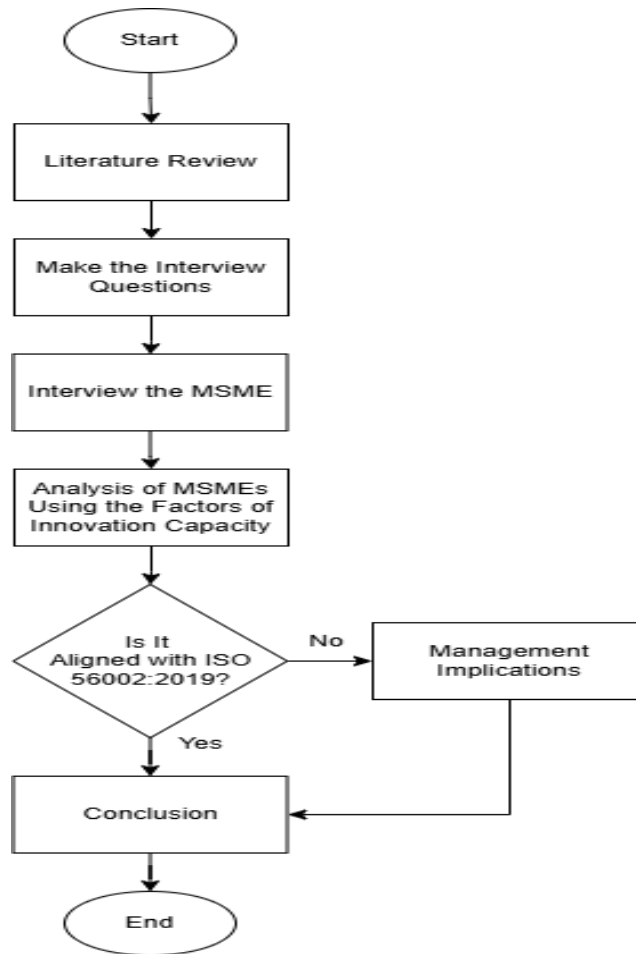 Start
Literature Review
Make the Interview
Questions
Interview the MSME
Analysis of MSMEs
Using the Factors of
Innovation Capacity
Is It
Aligned with ISO
56002:2019?
No
Management
Implications
Yes
Conclusion
End